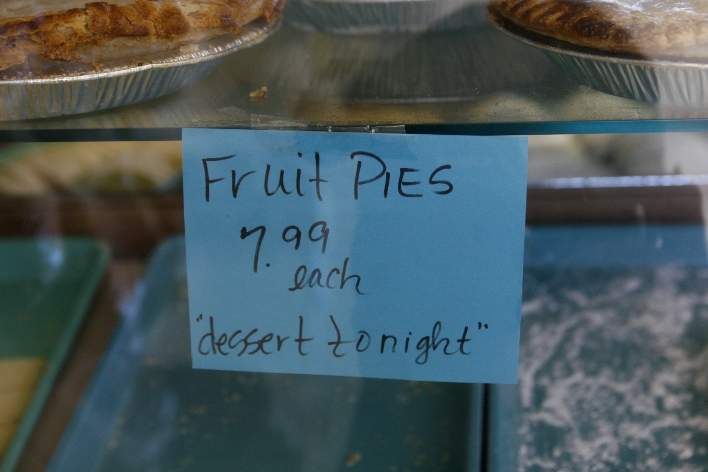 Fruit PIES
7.99
each
"dessert tonight"